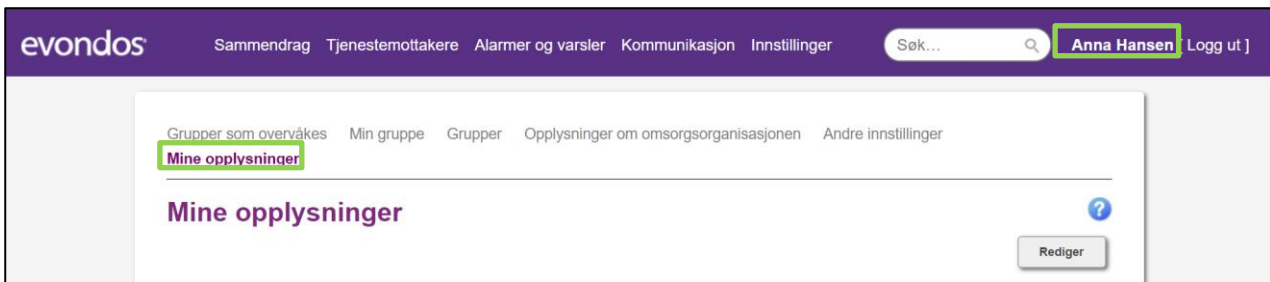 evondos®
Sammendrag Tjenestemottakere Alarmer og varsler Kommunikasjon Innstillinger Søk... Anna Hansen [ Logg ut ]
Grupper som overvåkes Min gruppe Grupper Opplysninger om omsorgsorganisasjonen Andre innstillinger
Mine opplysninger
Mine opplysninger ?
Rediger